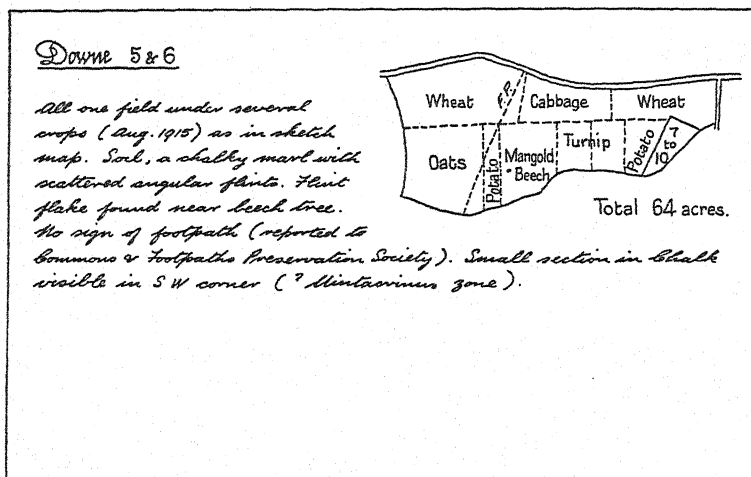 Downe 5 & 6
All one field under several
crops (Aug. 1915) as in sketch
map. Soil, a chalky marl with
scattered angular flints. Flint
flake found near beech tree.
No sign of footpath (reported to
Commons & Footpaths Preservation Society). Small section in Chalk
visible in S W corner (? Uintacrinus zone).
Wheat
F.P.
Cabbage
Wheat
Oats
Potato
Mangold
Beech
Turnip
Potato
7
to
10
Total 64 acres.